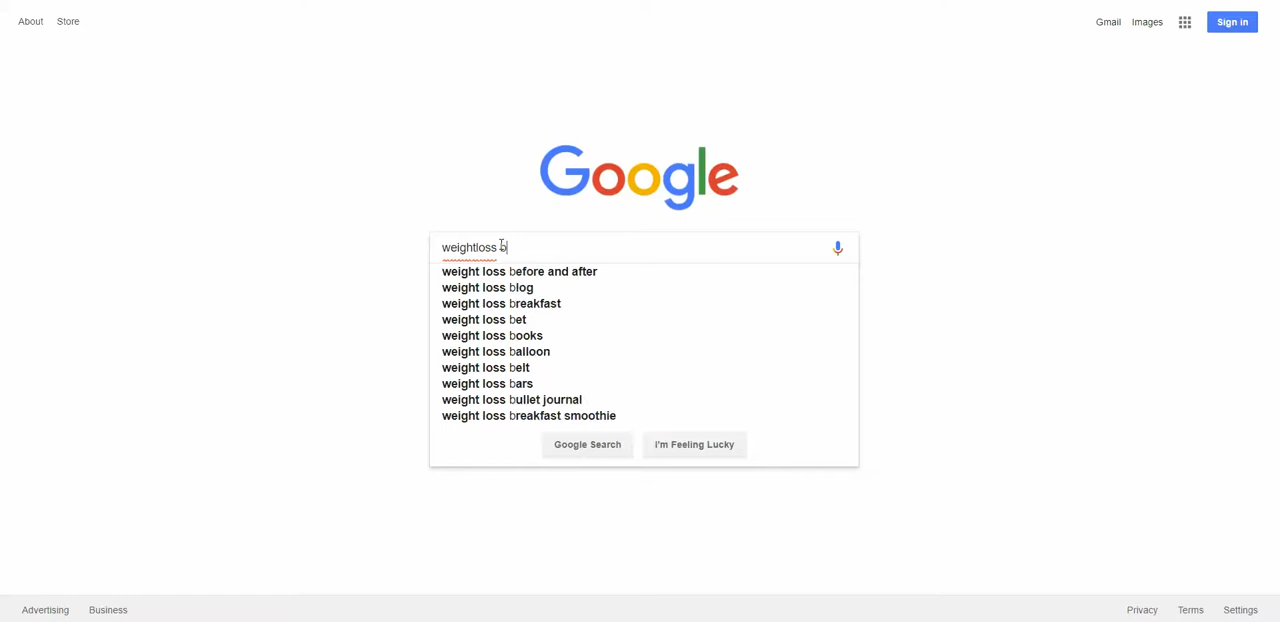 About Store
Gmail Images Sign in
Google
weightloss b
weight loss before and after
weight loss blog
weight loss breakfast
weight loss bet
weight loss books
weight loss balloon
weight loss belt
weight loss bars
weight loss bullet journal
weight loss breakfast smoothie
Google Search I'm Feeling Lucky
Advertising Business
Privacy Terms Settings